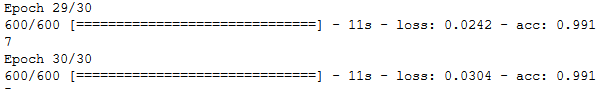 Epoch 29/30
600/600 [==============================] - 11s - loss: 0.0242 - acc: 0.991
7
Epoch 30/30
600/600 [==============================] - 11s - loss: 0.0304 - acc: 0.991